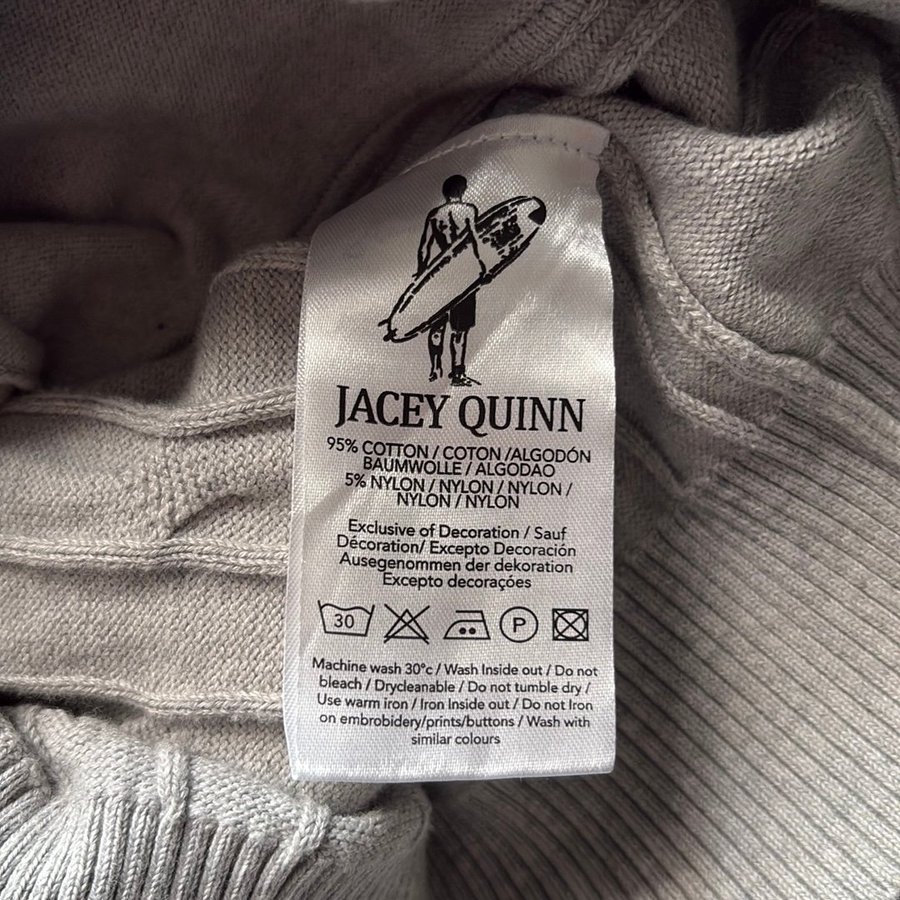 JACEY QUINN
95% COTTON / COTON /ALGODÓN
BAUMWOLLE / ALGODAO
5% NYLON / NYLON / NYLON /
NYLON / NYLON
Exclusive of Decoration / Sauf
Décoration/ Excepto Decoración
Ausegenommen der dekoration
Excepto decorações
30 P
Machine wash 30°c / Wash Inside out / Do not
bleach / Drycleanable / Do not tumble dry /
Use warm iron / Iron Inside out / Do not Iron
on embrobidery/prints/buttons / Wash with
similar colours